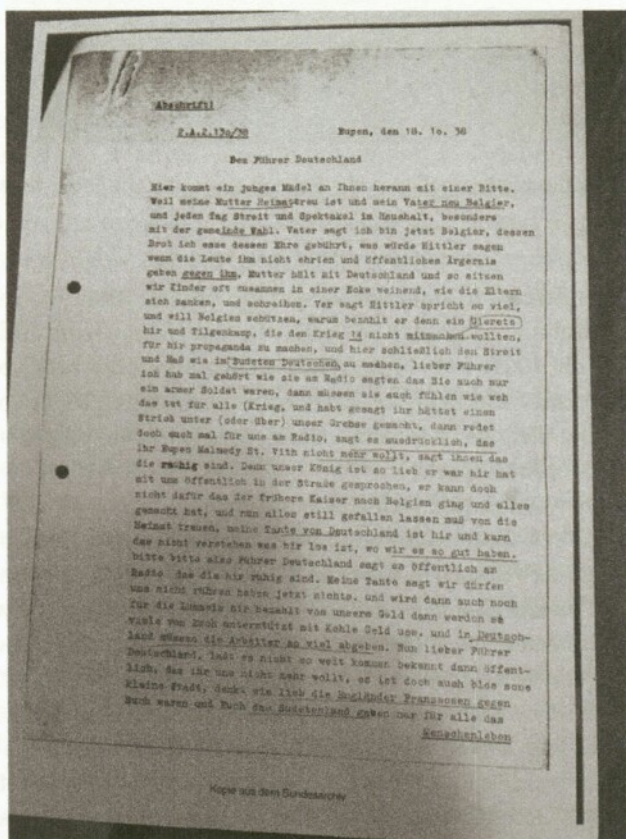 Abschrift!
2.A.Z.130/38 Eupen, den 18. 10. 38
Den Führer Deutschland
Hier kommt ein junges Mädel an Ihnen herann mit einer Bitte.
Weil meine Mutter Heimattreu ist und mein Vater neu Belgier,
und jeden Tag Streit und Spektakel im Haushalt, besonders
mit der gemeinde Wahl. Vater sagt ich bin jetzt Belgier, dessen
Brot ich esse dessen Ehre gebührt, was würde Hittler sagen
wenn die Leute ihm nicht ehrten und öffentliches Ärgernis
gaben gegen ihm. Mutter hält mit Deutschland und so sitzen
wir Kinder oft zusammen in einer Ecke weinend, wie die Eltern
sich zanken, und schreiben. Ver sagt Hittler spricht so viel,
und will Belgien schützen, warum bezahlt er denn ein Gierets
hir und Tilgenkamp, die den Krieg 14 nicht mitmachen wollten,
für hir propaganda zu machen, und hier schließlich den Streit
und Haß wie im Sudeten Deutschen zu machen, lieber Führer
ich hab mal gehört wie sie am Radio sagten das Sie auch nur
ein armer Soldat waren, dann müssen sie auch fühlen wie weh
das tut für alle (Krieg, und habt gesagt ihr hättet einen
Strich unter (oder über) unser Grenze gemacht, dann redet
doch auch mal für uns am Radio, sagt es ausdrücklich, das
ihr Eupen Malmedy St. Vith nicht mehr wollt, sagt ihnen das
die ruhig sind. Denn unser König ist so lieb er war hir hat
mit uns öffentlich in der Straße gesprochen, er kann doch
nicht dafür das der frühere Kaiser nach Belgien ging und alles
gemacht hat, und nun alles still gefallen lassen muß von die
Heimat treuen, meine Tante von Deutschland ist hir und kann
das nicht verstehen was hir los ist, wo wir es so gut haben.
bitte bitte also Führer Deutschland sagt es öffentlich an
Radio das die hir ruhig sind. Meine Tante sagt wir dürfen
uns nicht rühren haben jetzt nichts, und wird dann auch noch
für die Lummels hir bezahlt von unsern Geld dann werden so
viele vom Broh unterstützt mit Kohle Geld usw. und in Deutsch-
land müssen die Arbeiter so viel abgeben. Nun lieber Führer
Deutschland, laßt es nicht so weit kommen bekennt dann öffent-
lich, das ihr uns nicht mehr wollt, es ist doch auch blos sone
kleine Stadt, denkt wie lieb die Engländer Franzosen gegen
Euch waren und Euch das Sudetenland gaben nur für alle das
Menschenleben
Kopie aus dem Bundesarchiv